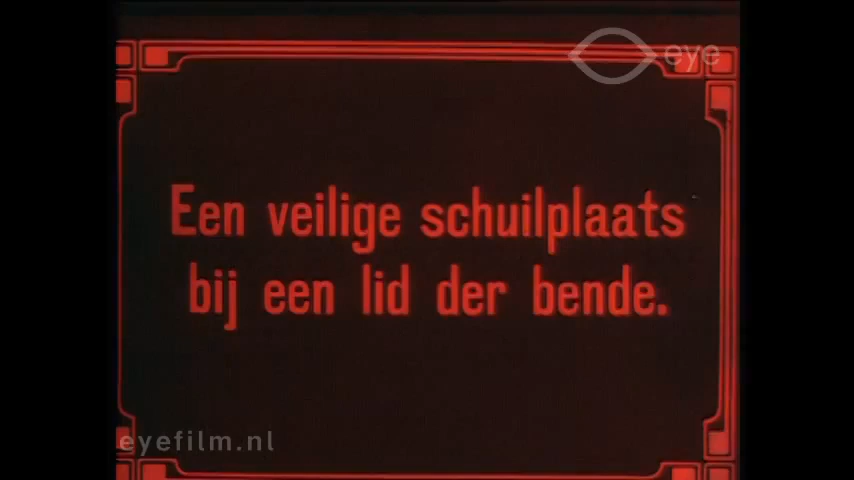 eye
Een veilige schuilplaats
bij een lid der bende.
eyefilm.nl